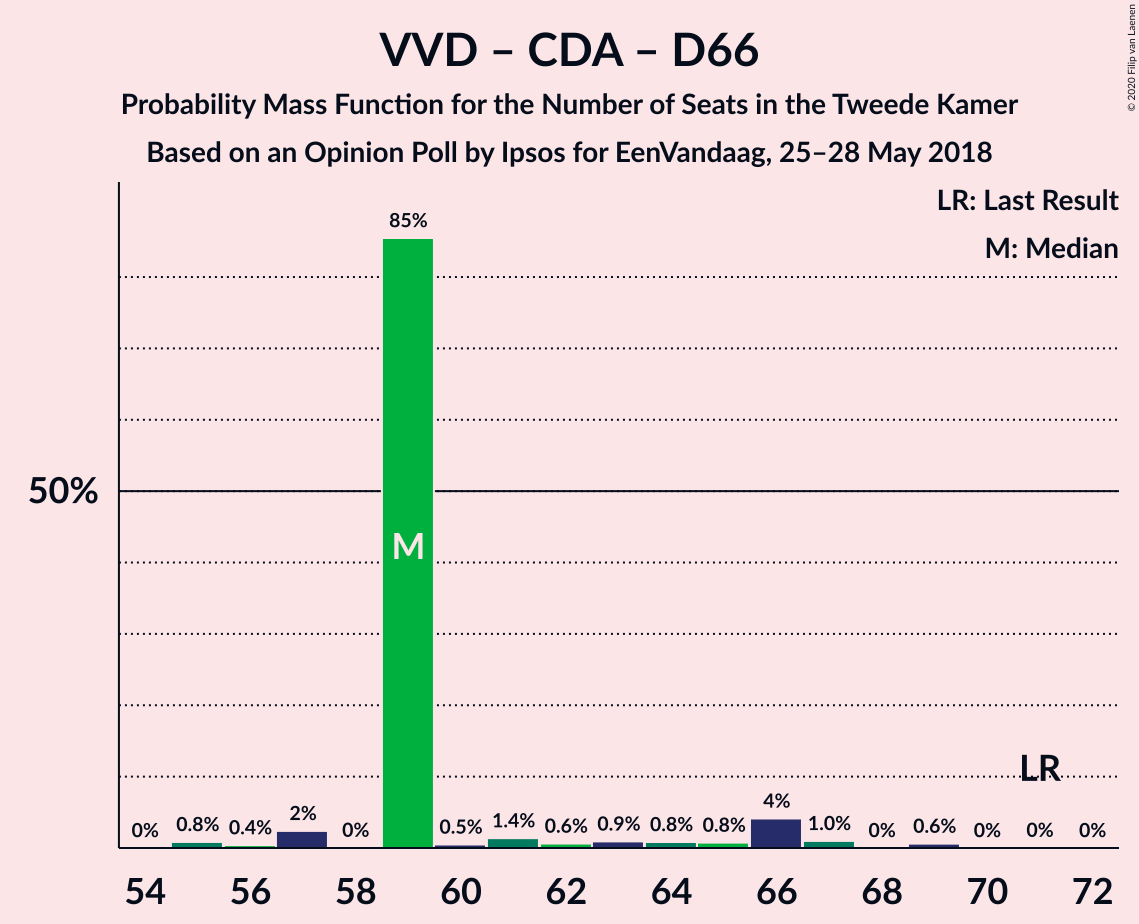 VVD – CDA – D66
Probability Mass Function for the Number of Seats in the Tweede Kamer
Based on an Opinion Poll by Ipsos for EenVandaag, 25–28 May 2018
© 2020 Filip van Laenen
LR: Last Result
M: Median
85%
50%
M
LR
0% 0.8% 0.4% 2% 0% 0.5% 1.4% 0.6% 0.9% 0.8% 0.8% 4% 1.0% 0% 0.6% 0% 0% 0%
54 56 58 60 62 64 66 68 70 72